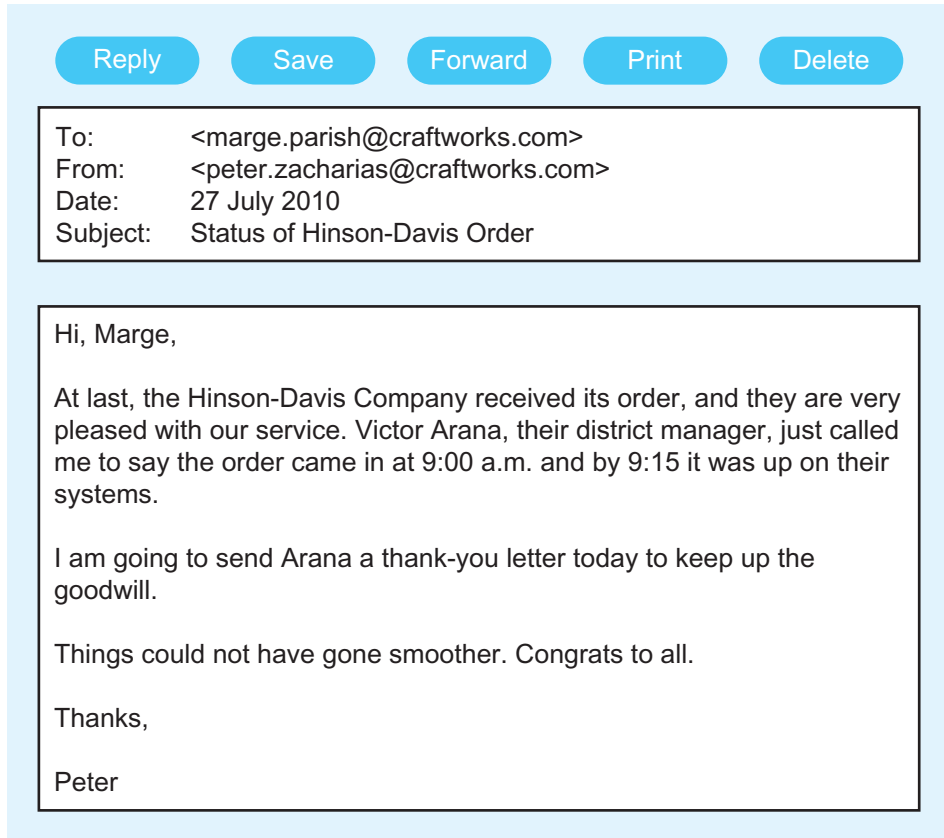 Reply Save Forward Print Delete
To: <marge.parish@craftworks.com>
From: <peter.zacharias@craftworks.com>
Date: 27 July 2010
Subject: Status of Hinson-Davis Order
Hi, Marge,
At last, the Hinson-Davis Company received its order, and they are very
pleased with our service. Victor Arana, their district manager, just called
me to say the order came in at 9:00 a.m. and by 9:15 it was up on their
systems.
I am going to send Arana a thank-you letter today to keep up the
goodwill.
Things could not have gone smoother. Congrats to all.
Thanks,
Peter